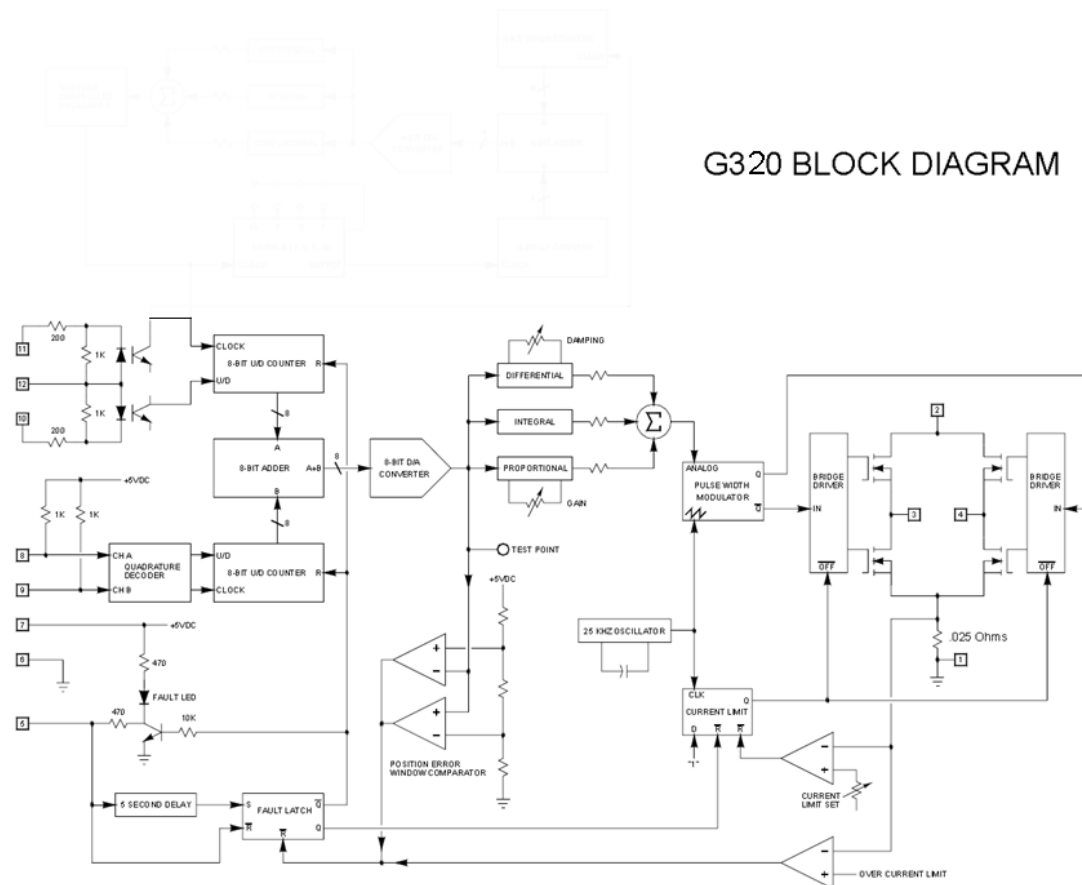 G320 BLOCK DIAGRAM
200
11
1K
12
1K
10
200
CLOCK
8-BIT U/D COUNTER
R
U/D
8
A
8-BIT ADDER
A+B
B
8
8
8-BIT D/A
CONVERTER
DAMPING
DIFFERENTIAL
INTEGRAL
PROPORTIONAL
GAIN
Σ
ANALOG
Q
PULSE WIDTH
MODULATOR
Q
BRIDGE
DRIVER
IN
OFF
2
3
4
BRIDGE
DRIVER
IN
OFF
.025 Ohms
1
+5VDC
1K
1K
8
CH A
QUADRATURE
DECODER
9
CH B
U/D
8-BIT U/D COUNTER
R
CLOCK
TEST POINT
+5VDC
7
+5VDC
470
6
FAULT LED
5
470
10K
+
-
+
-
POSITION ERROR
WINDOW COMPARATOR
25 KHZ OSCILLATOR
CLK
Q
CURRENT LIMIT
D
R
R
-
+
CURRENT
LIMIT SET
5 SECOND DELAY
S
Q
FAULT LATCH
R
R
Q
-
+
OVER CURRENT LIMIT